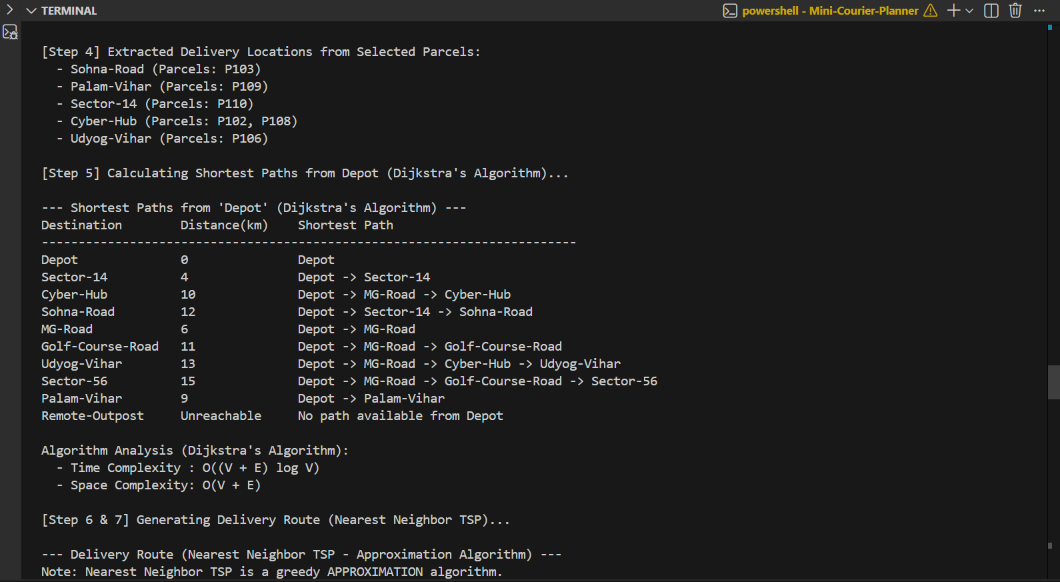 TERMINAL
powershell - Mini-Courier-Planner
[Step 4] Extracted Delivery Locations from Selected Parcels:
- Sohna-Road (Parcels: P103)
- Palam-Vihar (Parcels: P109)
- Sector-14 (Parcels: P110)
- Cyber-Hub (Parcels: P102, P108)
- Udyog-Vihar (Parcels: P106)
[Step 5] Calculating Shortest Paths from Depot (Dijkstra's Algorithm)...
--- Shortest Paths from 'Depot' (Dijkstra's Algorithm) ---
Destination        Distance(km)    Shortest Path
-------------------------------------------------------------------------
Depot              0               Depot
Sector-14          4               Depot -> Sector-14
Cyber-Hub          10              Depot -> MG-Road -> Cyber-Hub
Sohna-Road         12              Depot -> Sector-14 -> Sohna-Road
MG-Road            6               Depot -> MG-Road
Golf-Course-Road   11              Depot -> MG-Road -> Golf-Course-Road
Udyog-Vihar        13              Depot -> MG-Road -> Cyber-Hub -> Udyog-Vihar
Sector-56          15              Depot -> MG-Road -> Golf-Course-Road -> Sector-56
Palam-Vihar        9               Depot -> Palam-Vihar
Remote-Outpost     Unreachable     No path available from Depot
Algorithm Analysis (Dijkstra's Algorithm):
- Time Complexity : O((V + E) log V)
- Space Complexity: O(V + E)
[Step 6 & 7] Generating Delivery Route (Nearest Neighbor TSP)...
--- Delivery Route (Nearest Neighbor TSP - Approximation Algorithm) ---
Note: Nearest Neighbor TSP is a greedy APPROXIMATION algorithm.